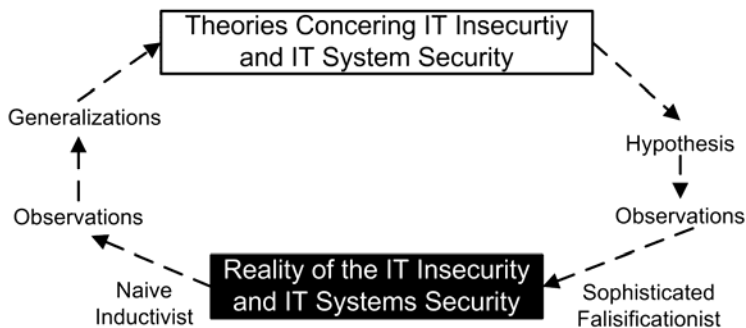 Theories Concering IT Insecurtiy
and IT System Security
Generalizations
Hypothesis
Observations
Observations
Reality of the IT Insecurity
and IT Systems Security
Naive
Inductivist
Sophisticated
Falisificationist